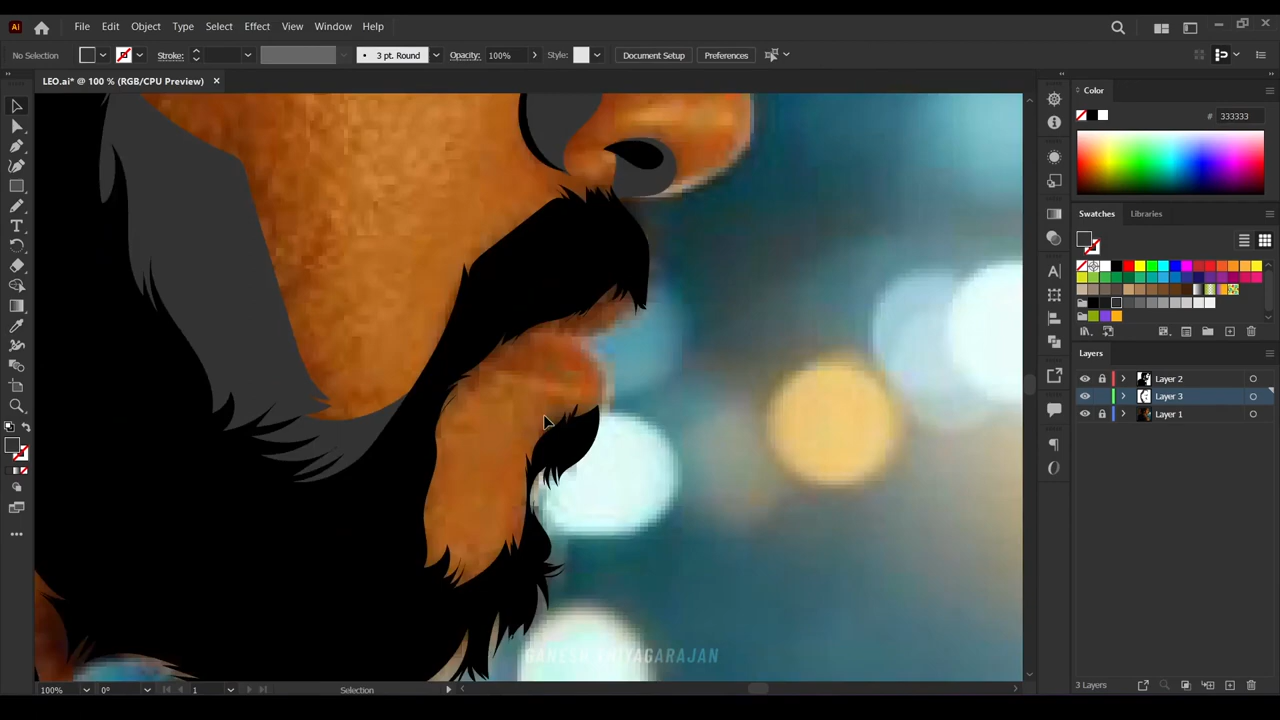 Ai File Edit Object Type Select Effect View Window Help
No Selection Stroke: • 3 pt. Round Opacity: 100% Style: Document Setup Preferences
LEO.ai* @ 100 % (RGB/CPU Preview) ×
Color
# 333333
Swatches Libraries
Layers
Layer 2
Layer 3
Layer 1
GANESH THIYAGARAJAN
3 Layers
100% 0° 1 Selection